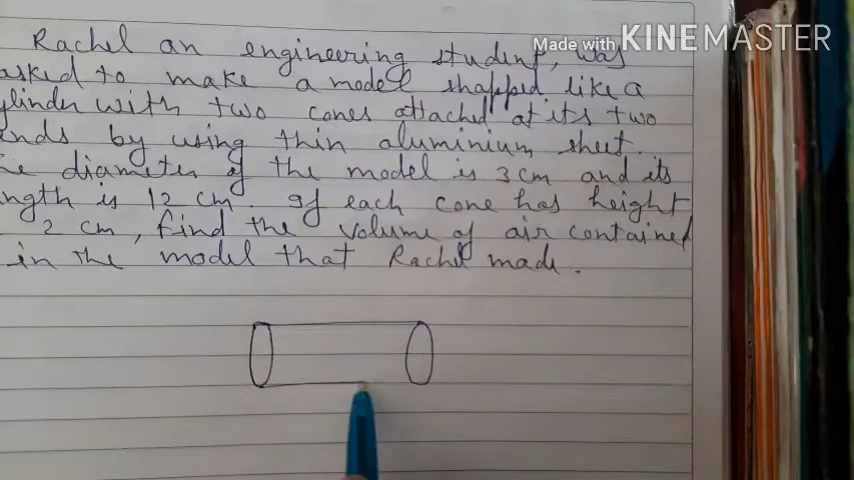 Made with KINEMASTER
Rachel an engineering student, was
asked to make a model shapped like a
ylinder with two cones attached at its two
ends by using thin aluminium sheet.
he diameter of the model is 3 cm and its
ngth is 12 cm. If each cone has height
2 cm, find the volume of air contained
in the model that Rachel made.